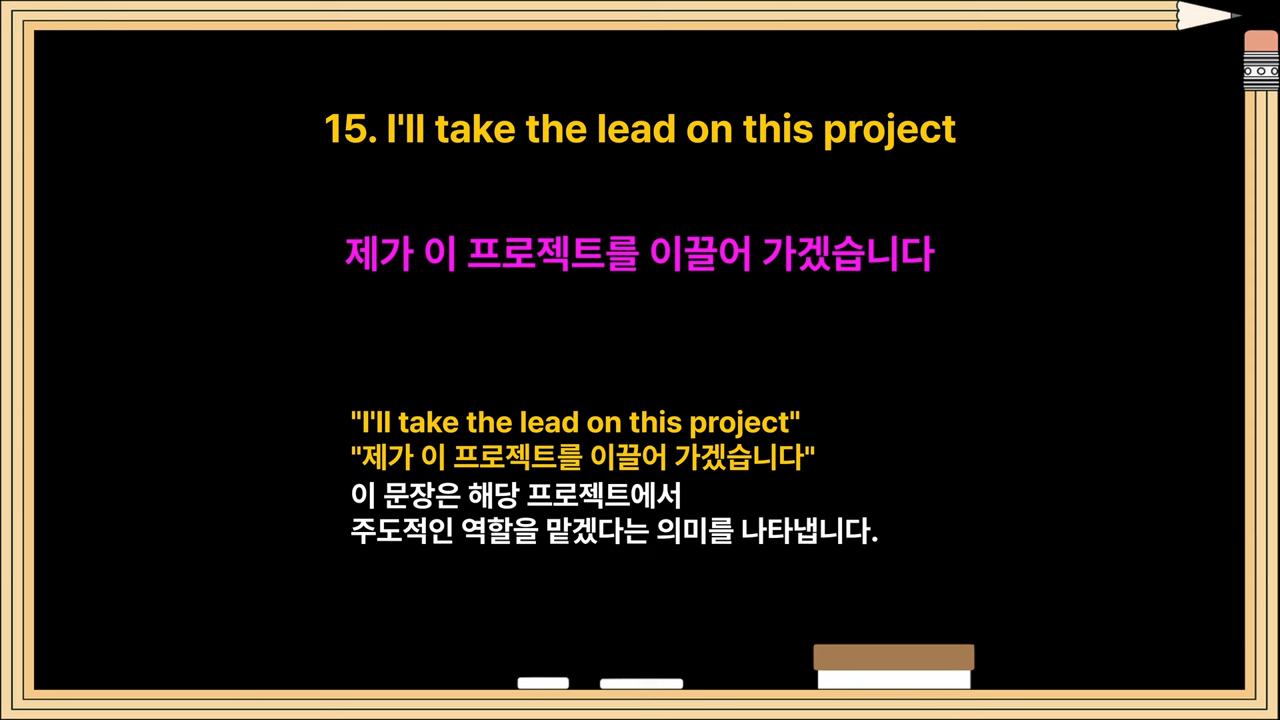 15. I'll take the lead on this project
제가 이 프로젝트를 이끌어 가겠습니다
"I'll take the lead on this project"
"제가 이 프로젝트를 이끌어 가겠습니다"
이 문장은 해당 프로젝트에서
주도적인 역할을 맡겠다는 의미를 나타냅니다.